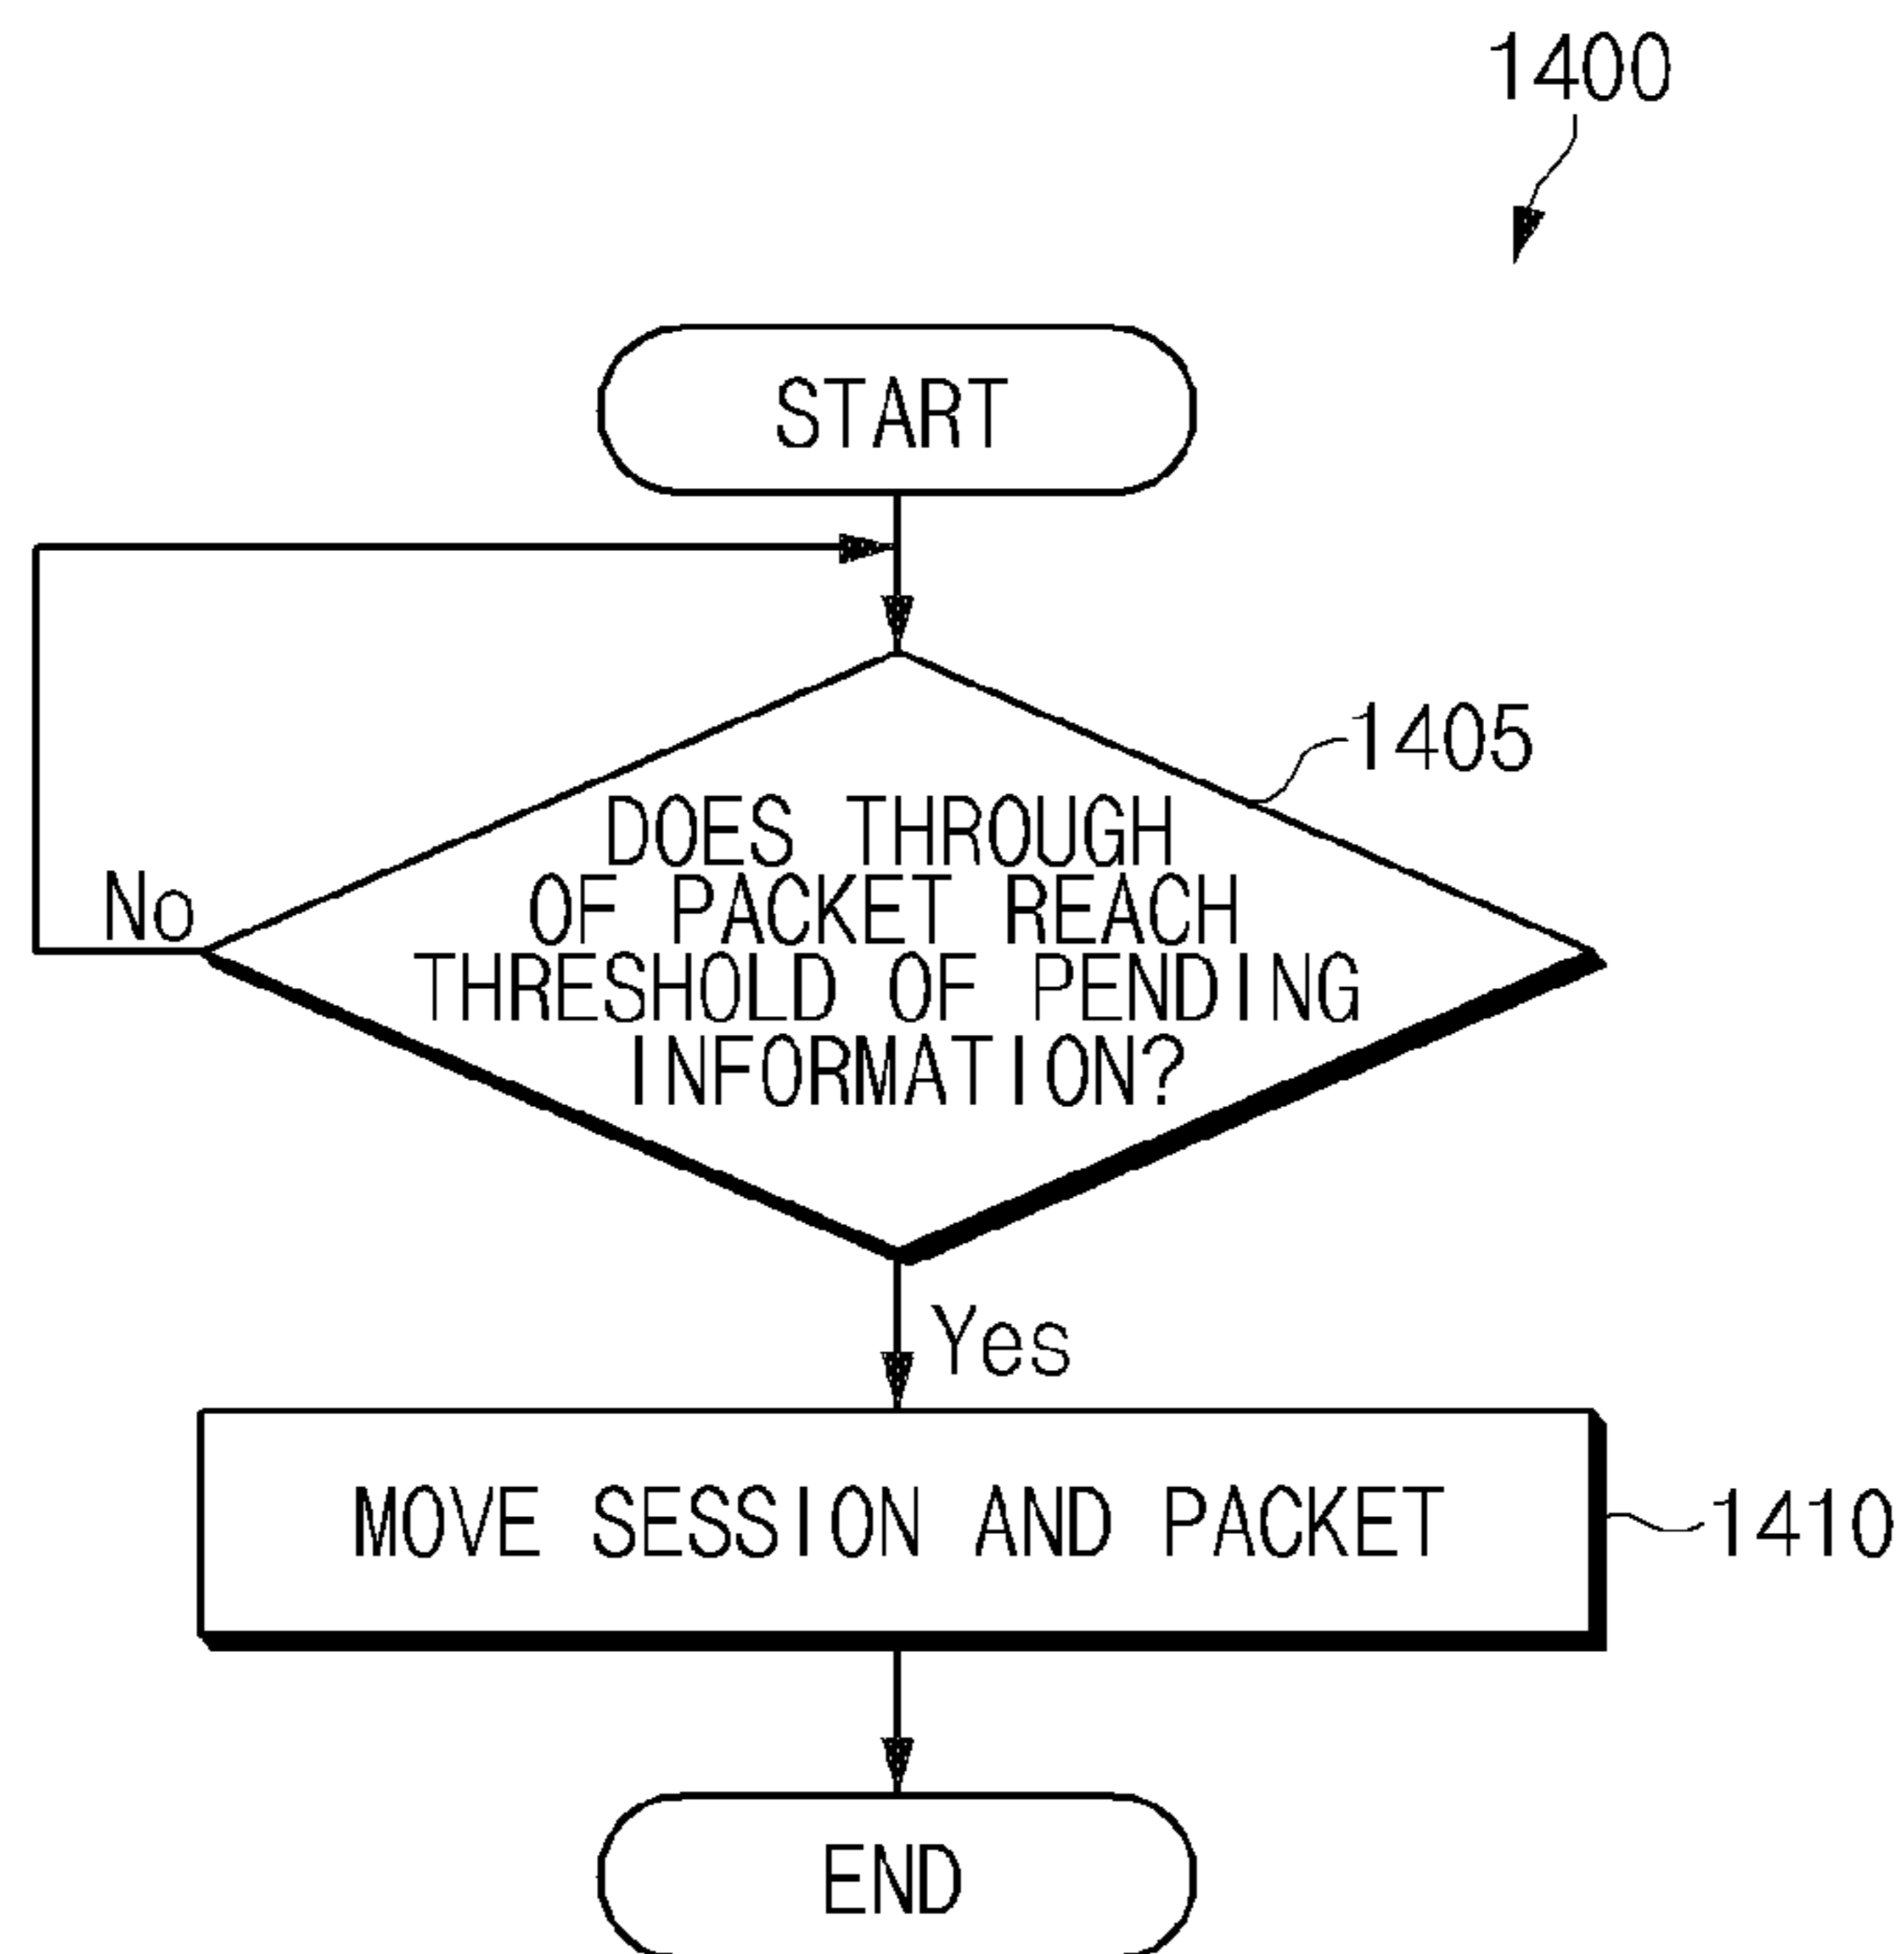 1400
START
1405
DOES THROUGH
OF PACKET REACH
THRESHOLD OF PENDING
INFORMATION?
No
Yes
MOVE SESSION AND PACKET
1410
END